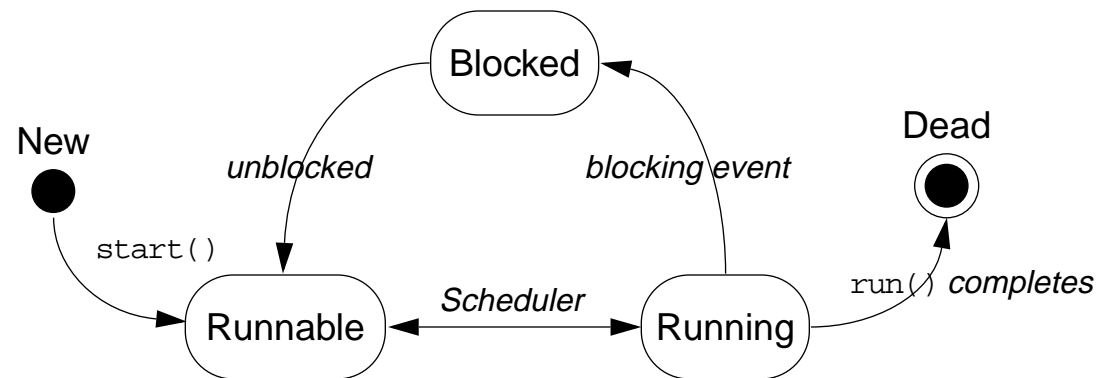 Blocked
New
Dead
unblocked
blocking event
start()
Scheduler
run() completes
Runnable
Running